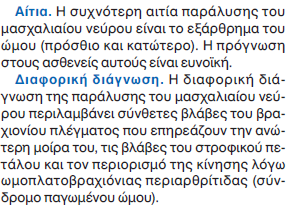 Αίτια. Η συχνότερη αιτία παράλυσης του
μασχαλιαίου νεύρου είναι το εξάρθρημα του
ώμου (πρόσθιο και κατώτερο). Η πρόγνωση
στους ασθενείς αυτούς είναι ευνοϊκή.
Διαφορική διάγνωση. Η διαφορική διά-
γνωση της παράλυσης του μασχαλιαίου νεύ-
ρου περιλαμβάνει σύνθετες βλάβες του βρα-
χιονίου πλέγματος που επηρεάζουν την ανώ-
τερη μοίρα του, τις βλάβες του στροφικού πε-
τάλου και τον περιορισμό της κίνησης λόγω
ωμοπλατοβραχιόνιας περιαρθρίτιδας (σύν-
δρομο παγωμένου ώμου).